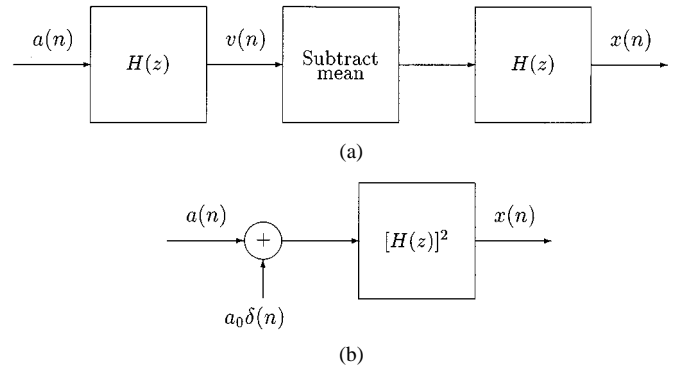 a(n) H(z) v(n) Subtract mean H(z) x(n)
(a)
a(n) + [H(z)]² x(n)
a₀δ(n)
(b)